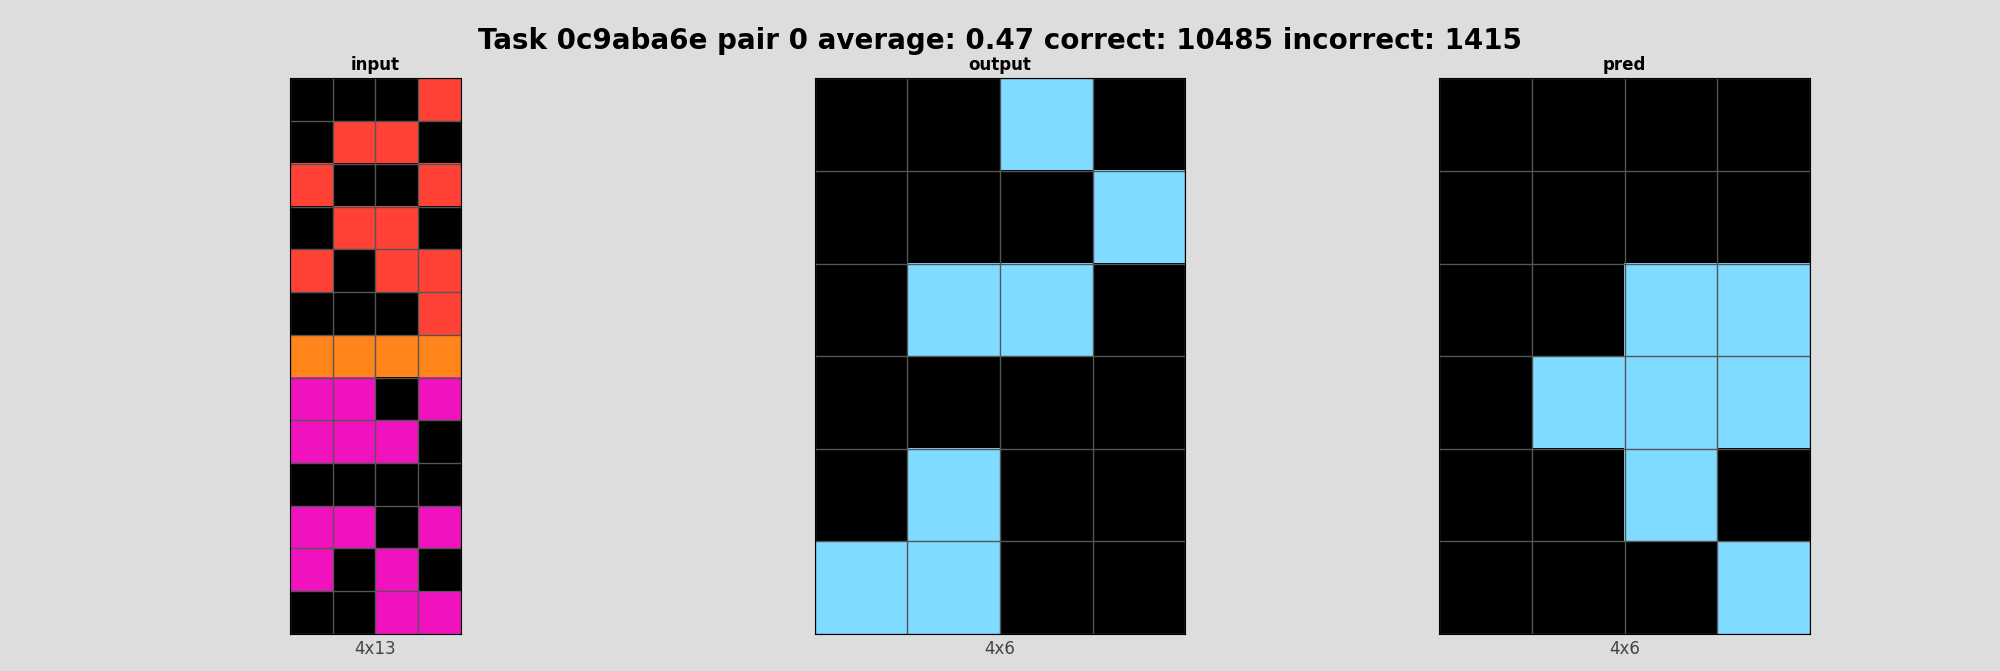 Task 0c9aba6e pair 0 average: 0.47 correct: 10485 incorrect: 1415
input
output
pred
4x13
4x6
4x6